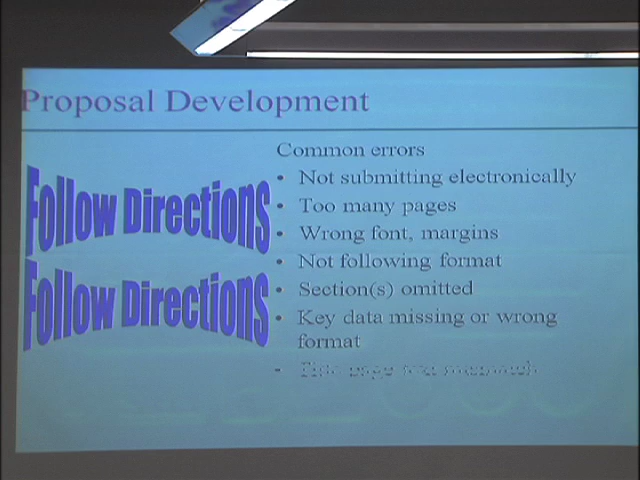 Proposal Development
Follow Directions
Follow Directions
Common errors
• Not submitting electronically
• Too many pages
• Wrong font, margins
• Not following format
• Section(s) omitted
• Key data missing or wrong
format